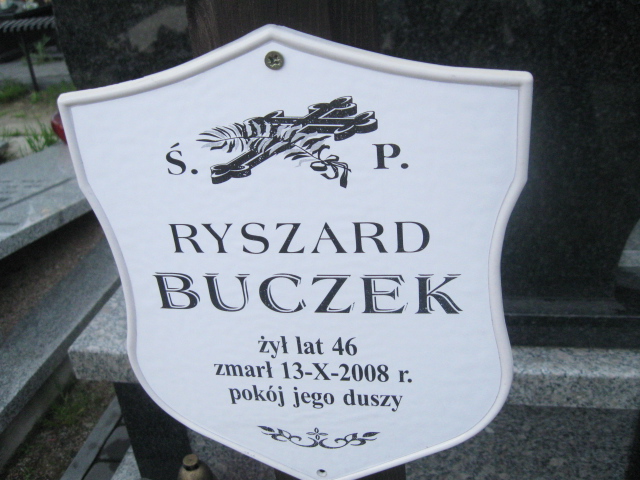 Ś. P.
RYSZARD
BUCZEK
żył lat 46
zmarł 13-X-2008 r.
pokój jego duszy